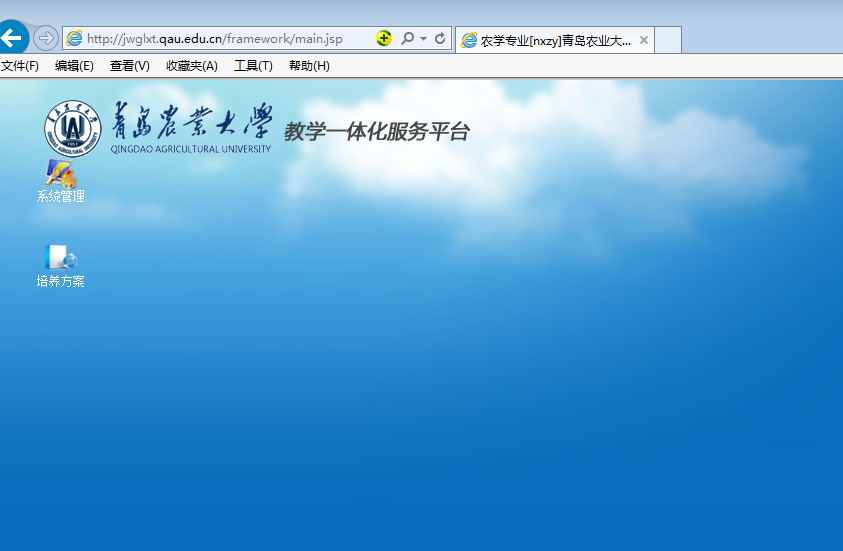 http://jwglxt.qau.edu.cn/framework/main.jsp
农学专业[nxzy]青岛农业大...
文件(F) 编辑(E) 查看(V) 收藏夹(A) 工具(T) 帮助(H)
青岛农业大学
QINGDAO AGRICULTURAL UNIVERSITY
教学一体化服务平台
系统管理
培养方案